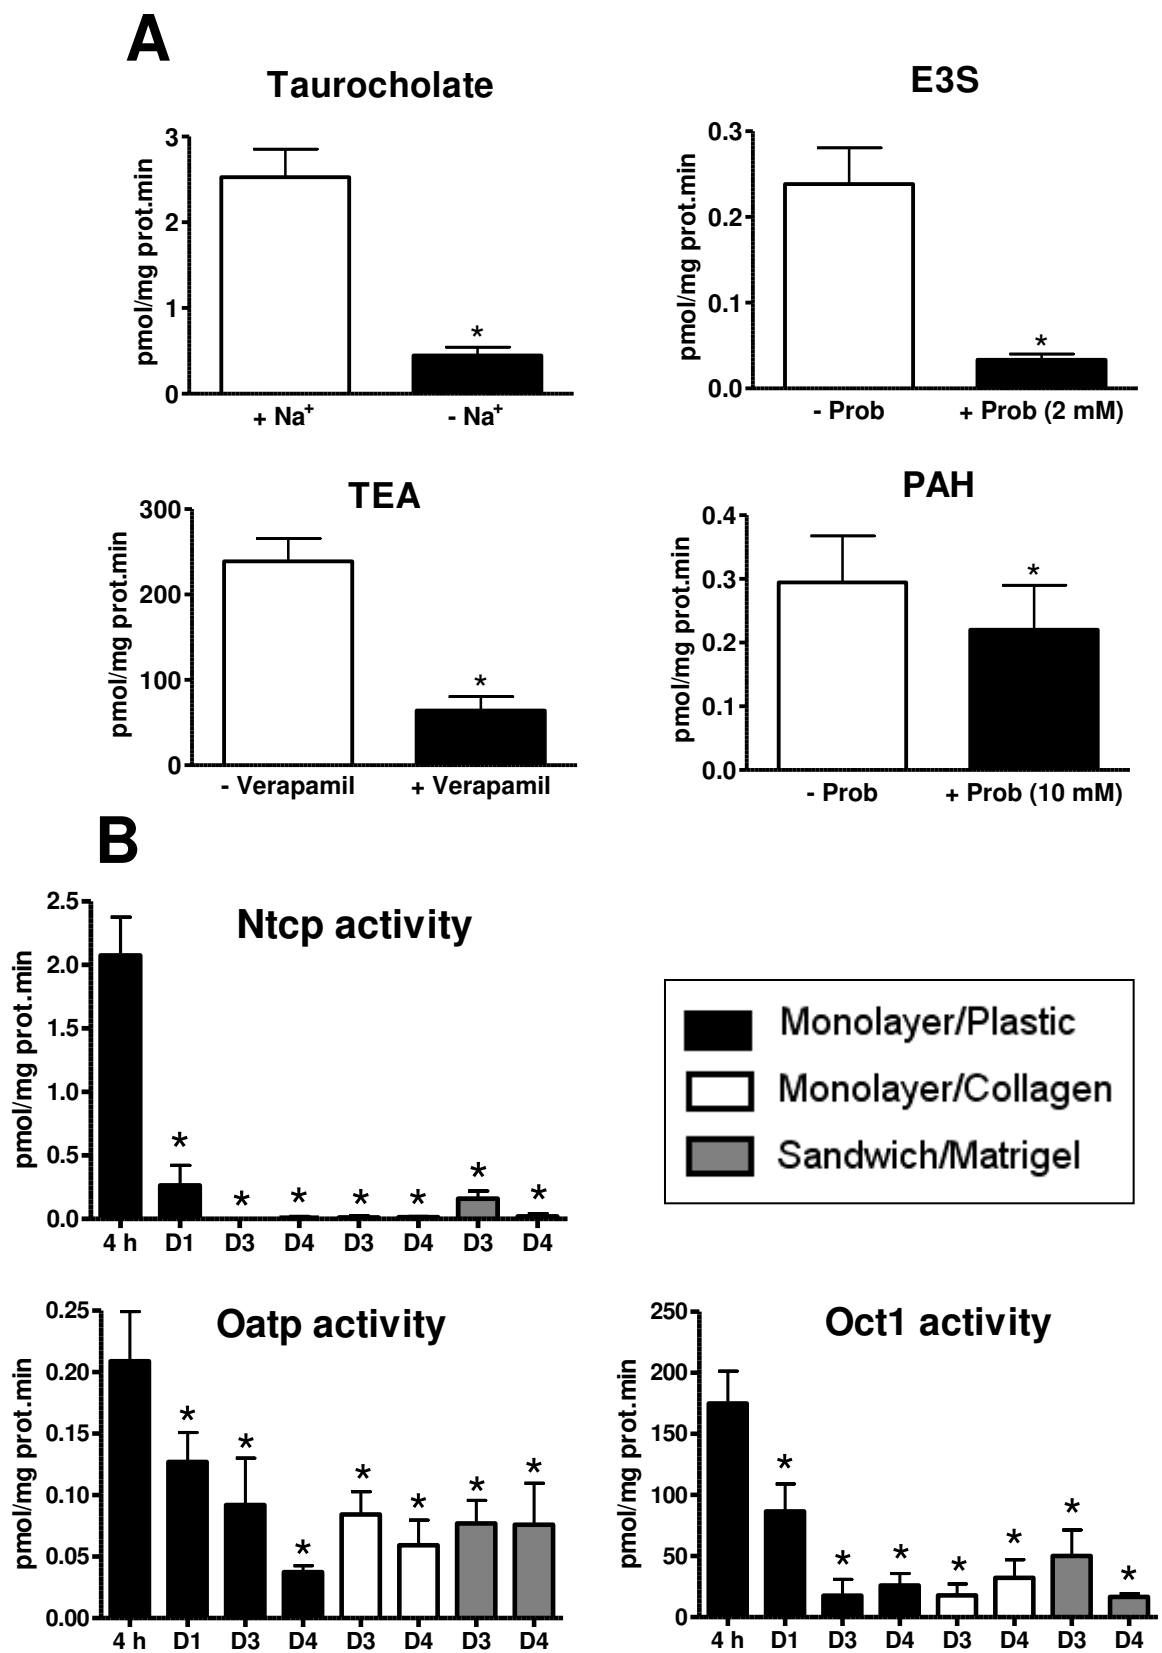 A
Taurocholate
pmol/mg prot.min
3
2
1
0
*
+ Na+
- Na+
E3S
pmol/mg prot.min
0.3
0.2
0.1
0.0
*
- Prob
+ Prob (2 mM)
TEA
pmol/mg prot.min
300
200
100
0
*
- Verapamil
+ Verapamil
PAH
pmol/mg prot.min
0.4
0.3
0.2
0.1
0.0
*
- Prob
+ Prob (10 mM)
B
Ntcp activity
pmol/mg prot.min
2.5
2.0
1.5
1.0
0.5
0.0
* * * * * * *
4 h D1 D3 D4 D3 D4 D3 D4
Monolayer/Plastic
Monolayer/Collagen
Sandwich/Matrigel
Oatp activity
pmol/mg prot.min
0.25
0.20
0.15
0.10
0.05
0.00
* * * * * * *
4 h D1 D3 D4 D3 D4 D3 D4
Oct1 activity
pmol/mg prot.min
250
200
150
100
50
0
* * * * * * *
4 h D1 D3 D4 D3 D4 D3 D4